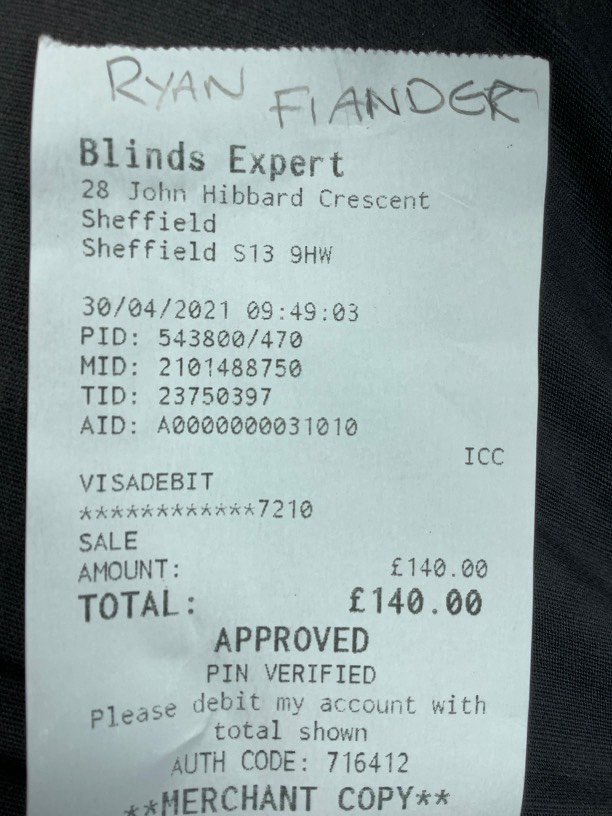 RYAN FIANDER
Blinds Expert
28 John Hibbard Crescent
Sheffield
Sheffield S13 9HW
30/04/2021 09:49:03
PID: 543800/470
MID: 2101488750
TID: 23750397
AID: A0000000031010
ICC
VISADEBIT
************7210
SALE
AMOUNT: £140.00
TOTAL: £140.00
APPROVED
PIN VERIFIED
Please debit my account with
total shown
AUTH CODE: 716412
**MERCHANT COPY**